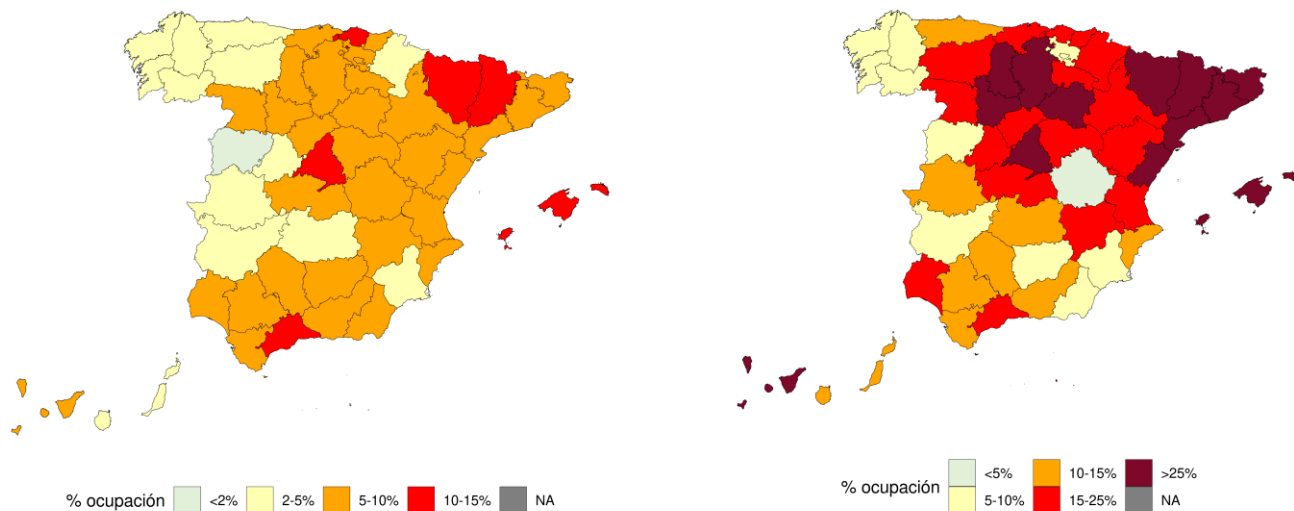 % ocupación <2% 2-5% 5-10% 10-15% NA
% ocupación
<5% 10-15% >25%
5-10% 15-25% NA